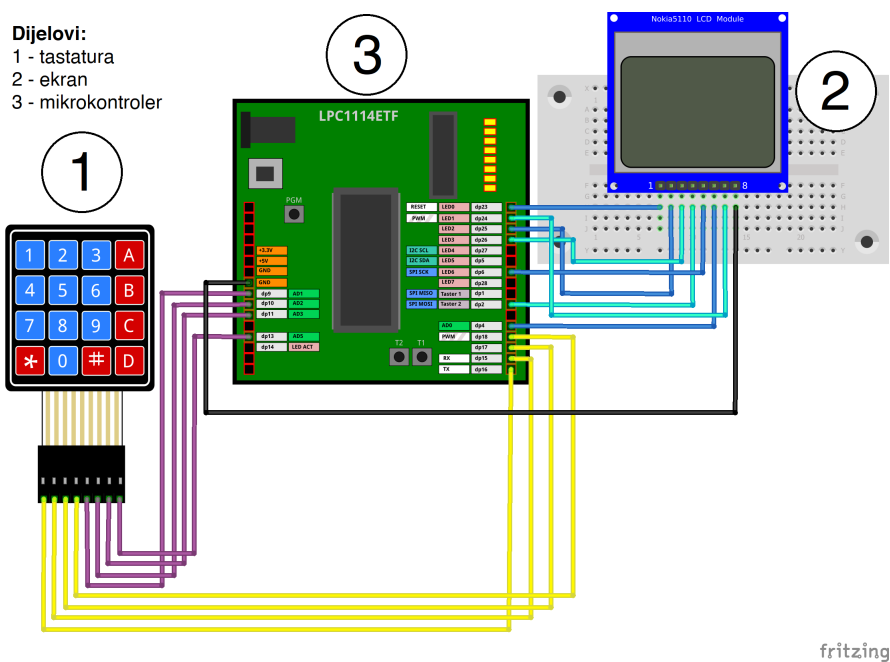 Dijelovi:
1 - tastatura
2 - ekran
3 - mikrokontroler
1
3
2
Nokia5110 LCD Module
1 8
LPC1114ETF
PGM
RESET LED0 dp23
PWM LED1 dp24
LED2 dp25
LED3 dp26
I2C SCL LED4 dp27
I2C SDA LED5 dp5
SPI SCK LED6 dp6
LED7 dp28
SPI MISO Taster 1 dp1
SPI MOSI Taster 2 dp2
AD0 dp4
PWM dp18
dp17
RX dp15
TX dp16
+3.3V
+5V
GND
GND
dp9 AD1
dp10 AD2
dp11 AD3
dp13 AD5
dp14 LED ACT
T2 T1
1 2 3 A
4 5 6 B
7 8 9 C
* 0 # D
fritzing